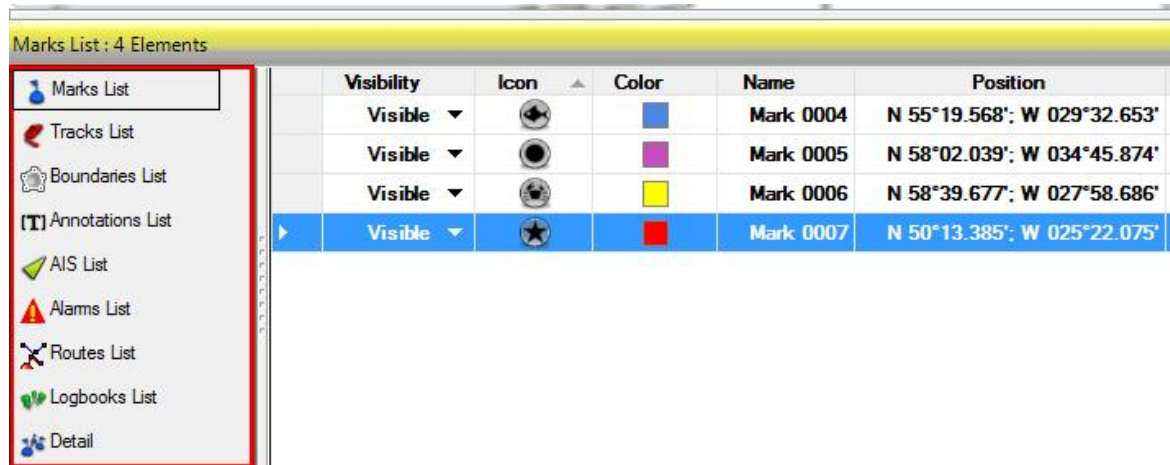 Marks List : 4 Elements
Marks List
Tracks List
Boundaries List
[T] Annotations List
AIS List
Alarms List
Routes List
Logbooks List
Detail
Visibility Icon Color Name Position
Visible Mark 0004 N 55°19.568'; W 029°32.653'
Visible Mark 0005 N 58°02.039'; W 034°45.874'
Visible Mark 0006 N 58°39.677'; W 027°58.686'
Visible Mark 0007 N 50°13.385'; W 025°22.075'